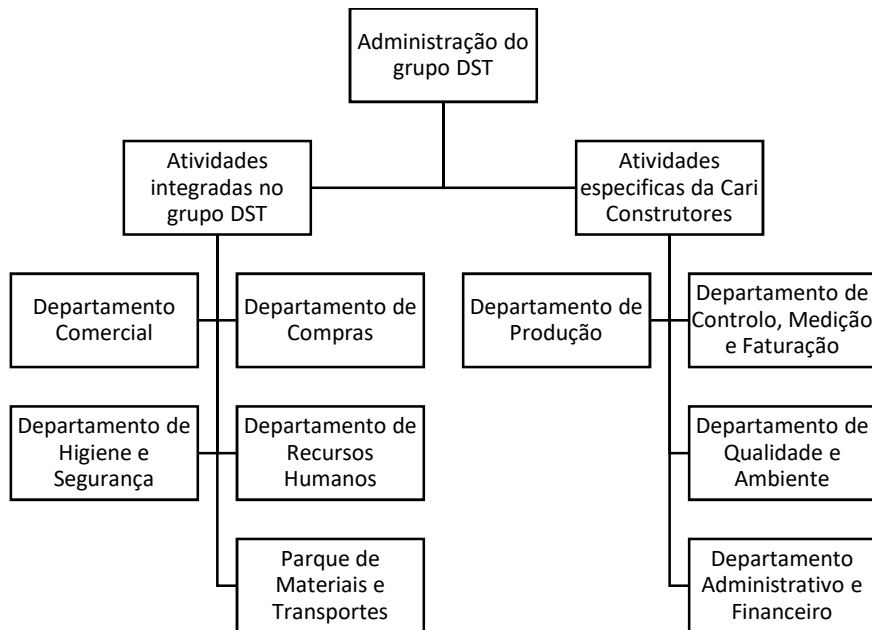 Administração do
grupo DST
Atividades
integradas no
grupo DST
Atividades
especificas da Cari
Construtores
Departamento
Comercial
Departamento de
Compras
Departamento de
Produção
Departamento de
Controlo, Medição
e Faturação
Departamento de
Higiene e
Segurança
Departamento de
Recursos
Humanos
Departamento de
Qualidade e
Ambiente
Parque de
Materiais e
Transportes
Departamento
Administrativo e
Financeiro